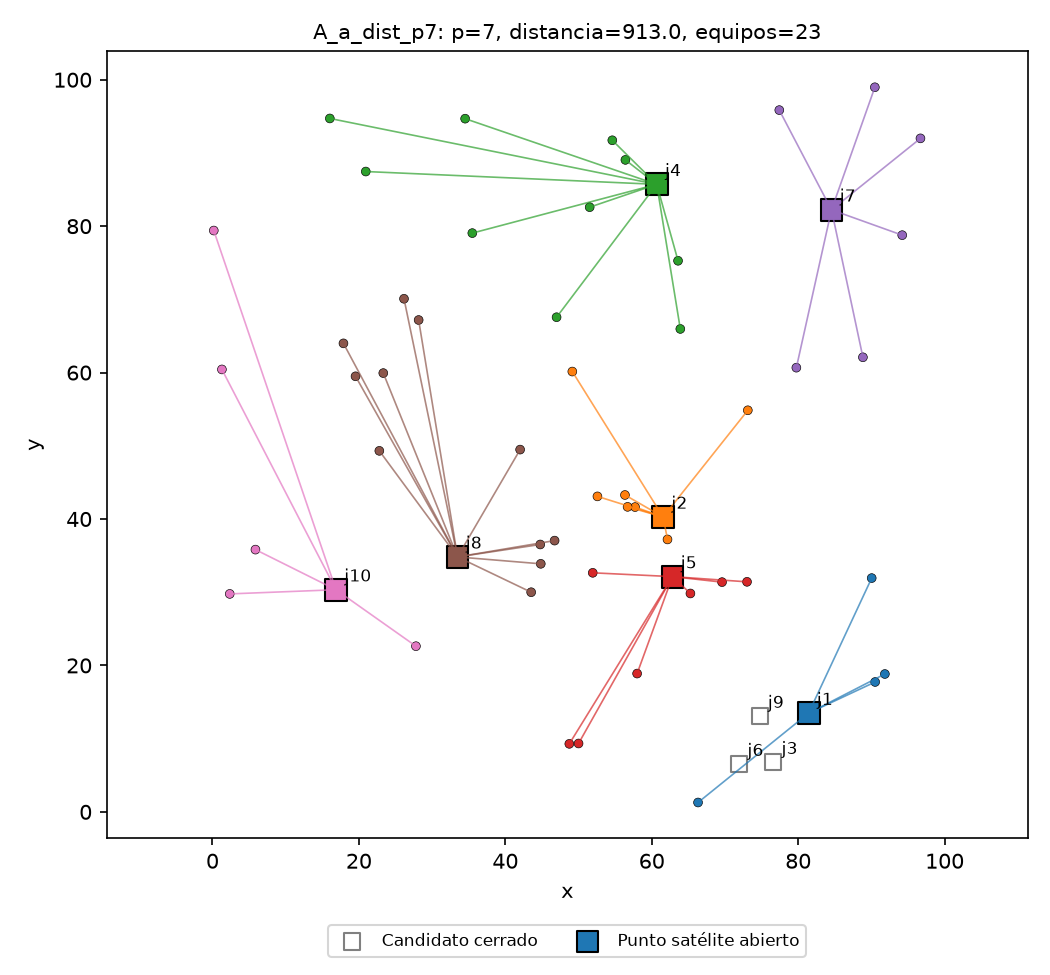 A_a_dist_p7: p=7, distancia=913.0, equipos=23
100
80
60
40
20
0
y
j4
j7
j2
j8
j5
j10
j1
j9
j6
j3
0 20 40 60 80 100
x
Candidato cerrado
Punto satélite abierto